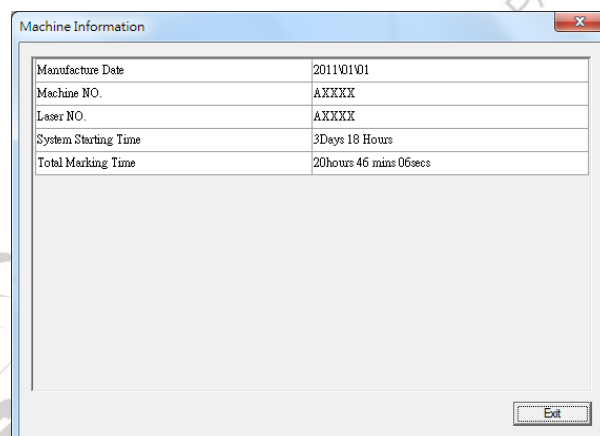 Machine Information
Manufacture Date 2011\01\01
Machine NO. AXXXX
Laser NO. AXXXX
System Starting Time 3Days 18 Hours
Total Marking Time 20hours 46 mins 06secs
Exit